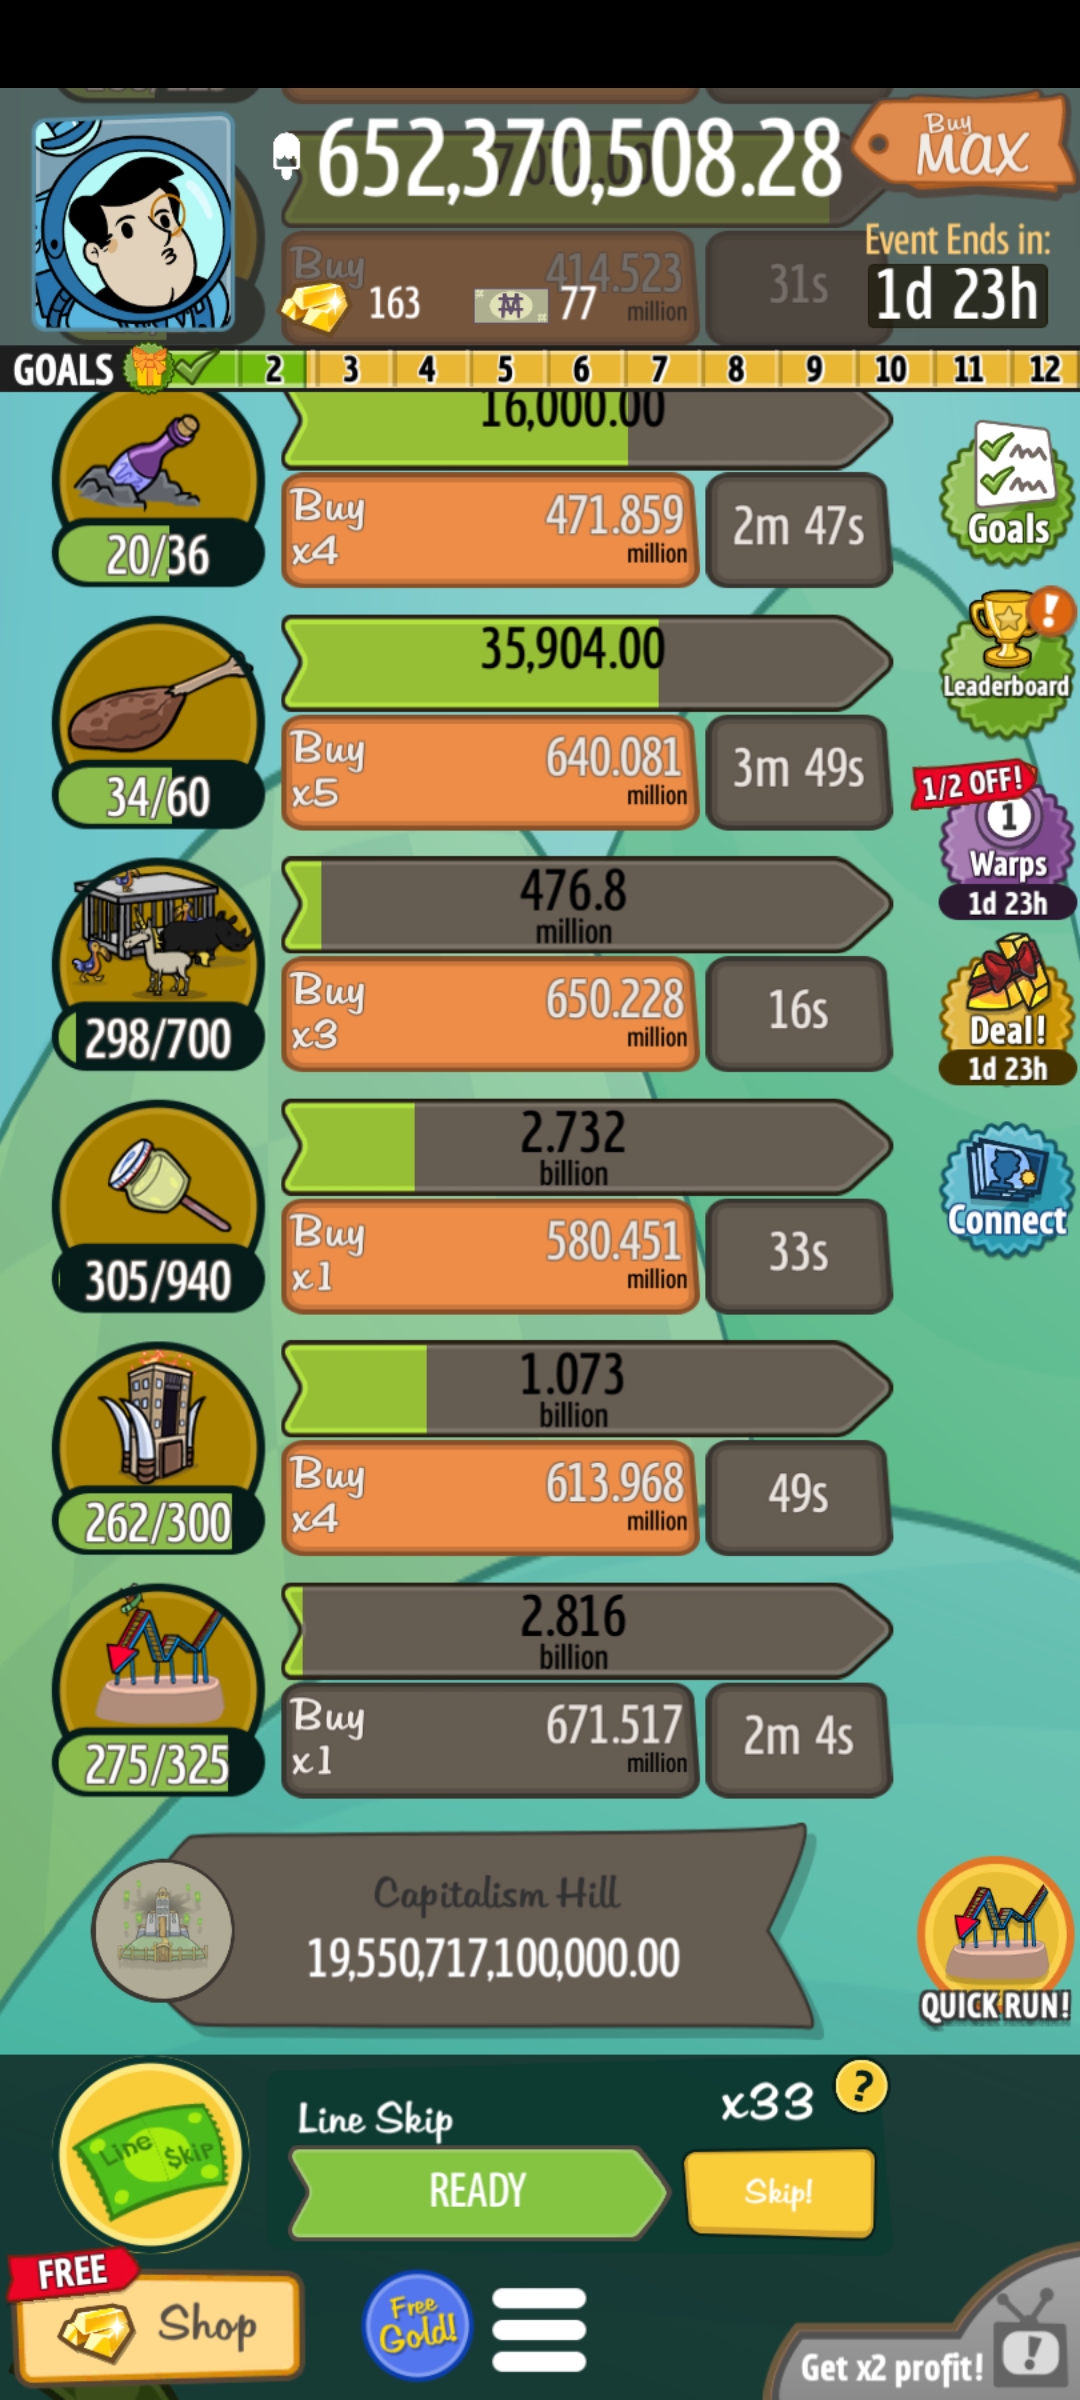 652,370,508.28
Buy
MAX
Buy
414.523
million
31s
163
77
Event Ends in:
1d 23h
GOALS
2
3
4
5
6
7
8
9
10
11
12
16,000.00
Buy
x4
471.859
million
2m 47s
20/36
Goals
35,904.00
Buy
x5
640.081
million
3m 49s
34/60
Leaderboard
1/2 OFF!
1
Warps
1d 23h
476.8
million
Buy
x3
650.228
million
16s
298/700
Deal!
1d 23h
2.732
billion
Buy
x1
580.451
million
33s
305/940
Connect
1.073
billion
Buy
x4
613.968
million
49s
262/300
2.816
billion
Buy
x1
671.517
million
2m 4s
275/325
Capitalism Hill
19,550,717,100,000.00
QUICK RUN!
Line Skip
x33
?
Line $kip
READY
Skip!
FREE
Shop
Free
Gold!
Get x2 profit!